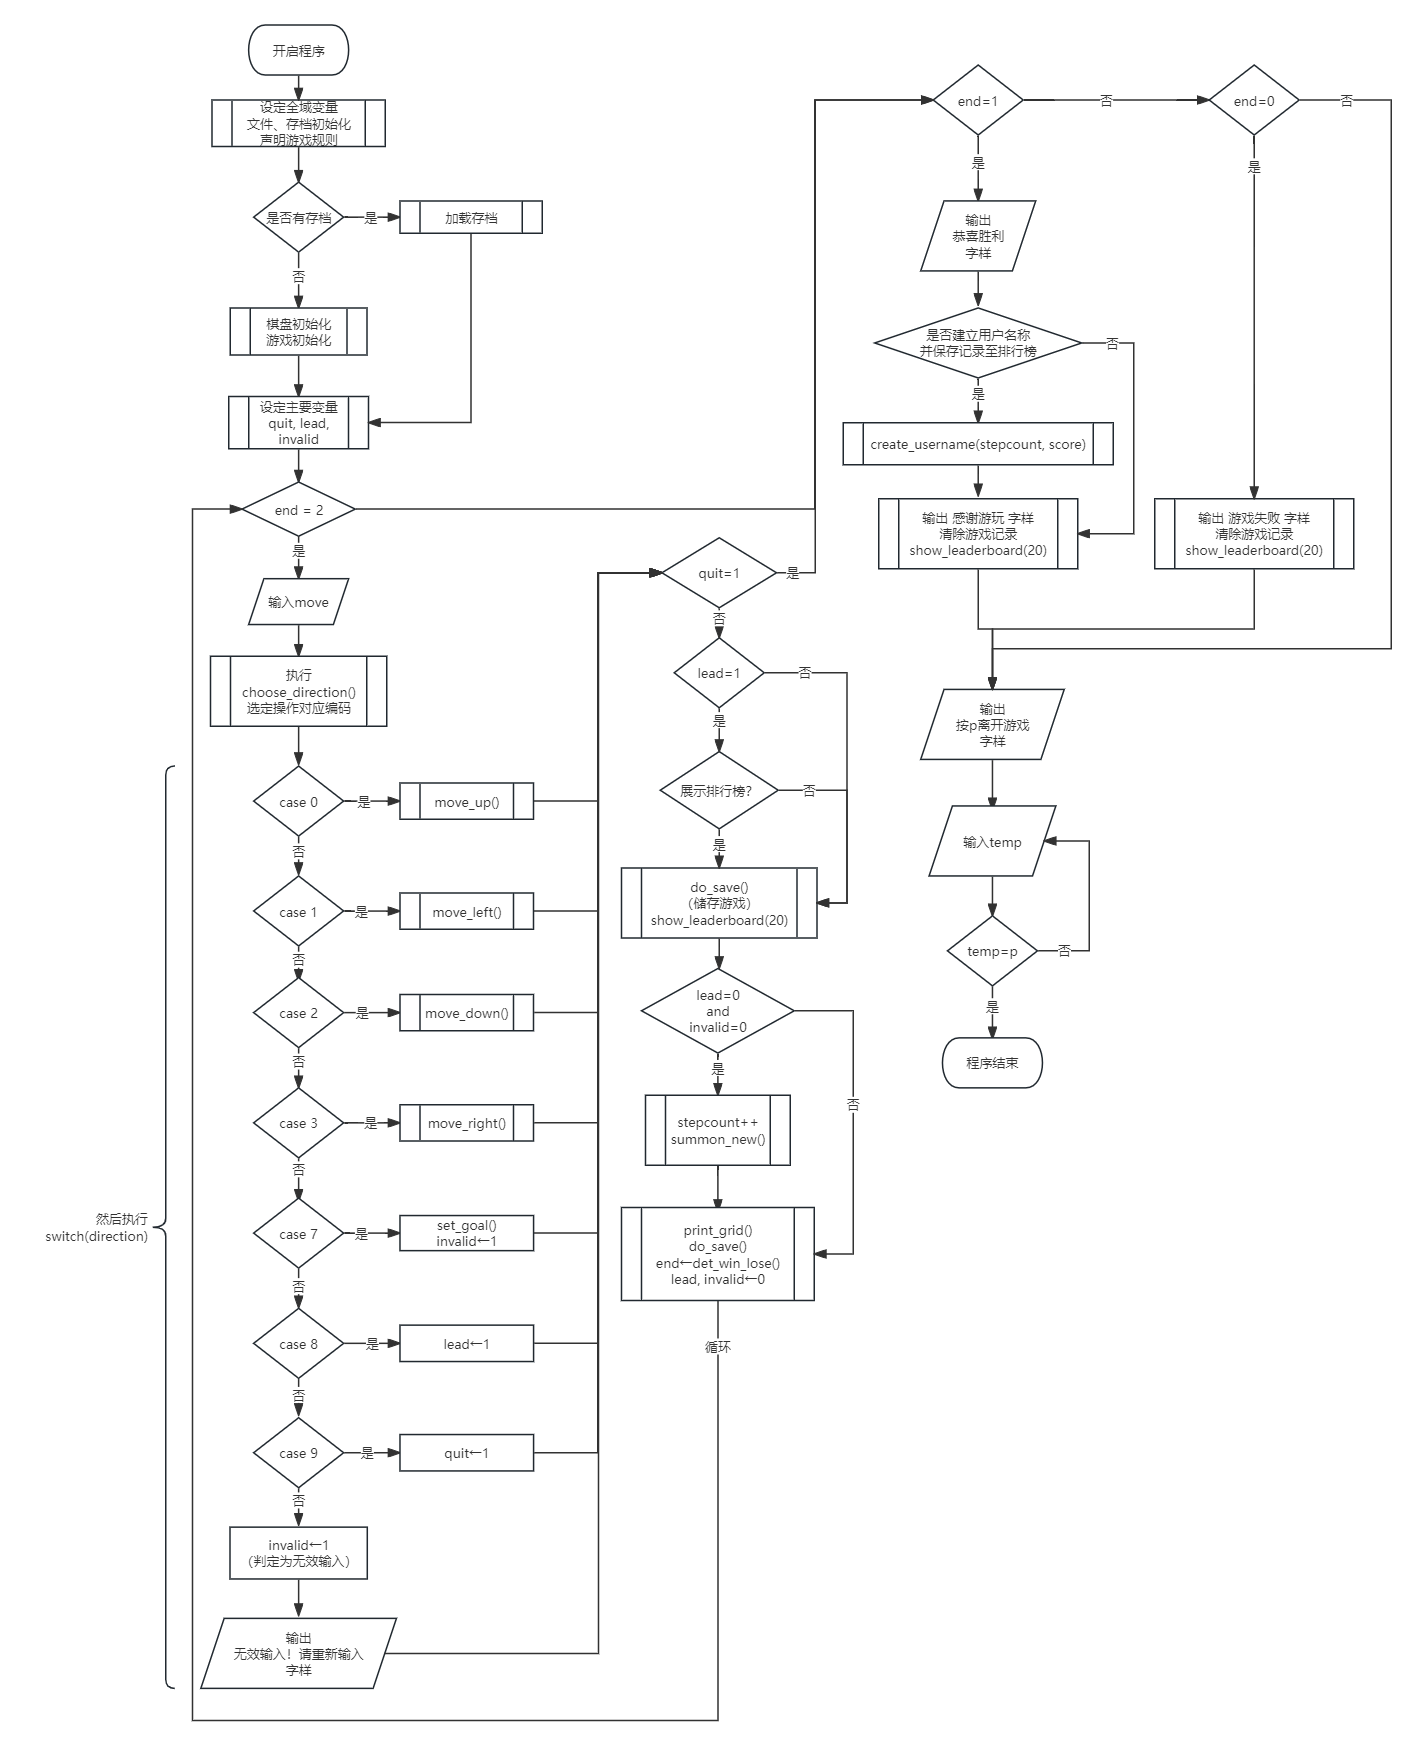 开启程序
设定全域变量
文件、存档初始化
声明游戏规则
是否有存档
是
加载存档
否
棋盘初始化
游戏初始化
设定主要变量
quit, lead,
invalid
end = 2
是
输入move
执行
choose_direction()
选定操作对应编码
然后执行
switch(direction)
case 0
是
move_up()
否
case 1
是
move_left()
否
case 2
是
move_down()
否
case 3
是
move_right()
否
case 7
是
set_goal()
invalid←1
否
case 8
是
lead←1
否
case 9
是
quit←1
否
invalid←1
（判定为无效输入）
输出
无效输入！请重新输入
字样
quit=1
是
否
lead=1
否
是
展示排行榜?
否
是
do_save()
（储存游戏）
show_leaderboard(20)
lead=0
and
invalid=0
是
否
stepcount++
summon_new()
print_grid()
do_save()
end←det_win_lose()
lead, invalid←0
循环
end=1
否
是
输出
恭喜胜利
字样
是否建立用户名称
并保存记录至排行榜
否
是
create_username(stepcount, score)
输出 感谢游玩 字样
清除游戏记录
show_leaderboard(20)
end=0
否
是
输出 游戏失败 字样
清除游戏记录
show_leaderboard(20)
输出
按p离开游戏
字样
输入temp
temp=p
否
是
程序结束